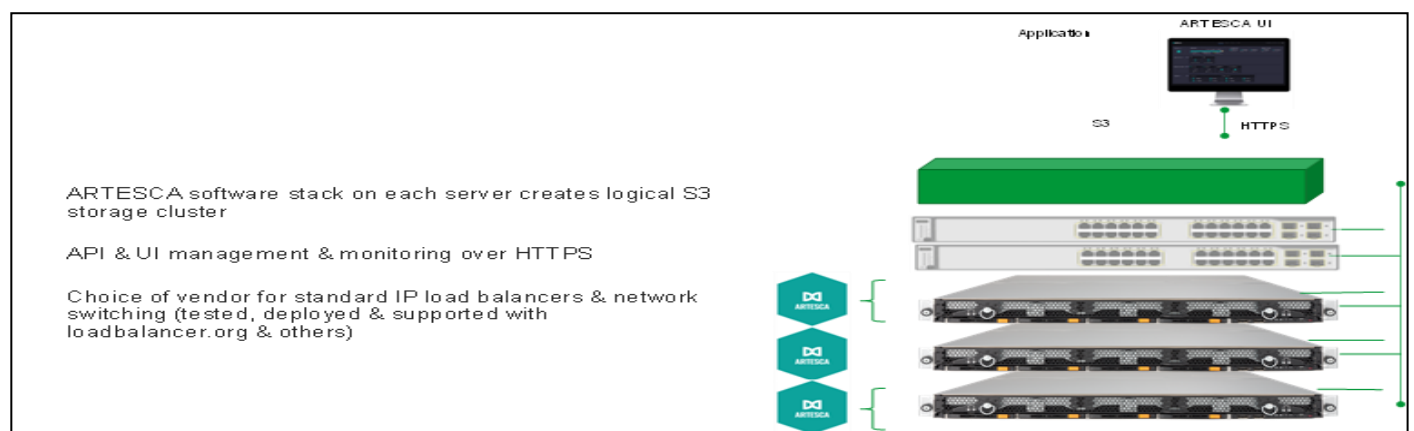 Application
ARTESCA UI
S3
HTTPS
ARTESCA software stack on each server creates logical S3
storage cluster
API & UI management & monitoring over HTTPS
Choice of vendor for standard IP load balancers & network
switching (tested, deployed & supported with
loadbalancer.org & others)
ARTESCA
ARTESCA
ARTESCA